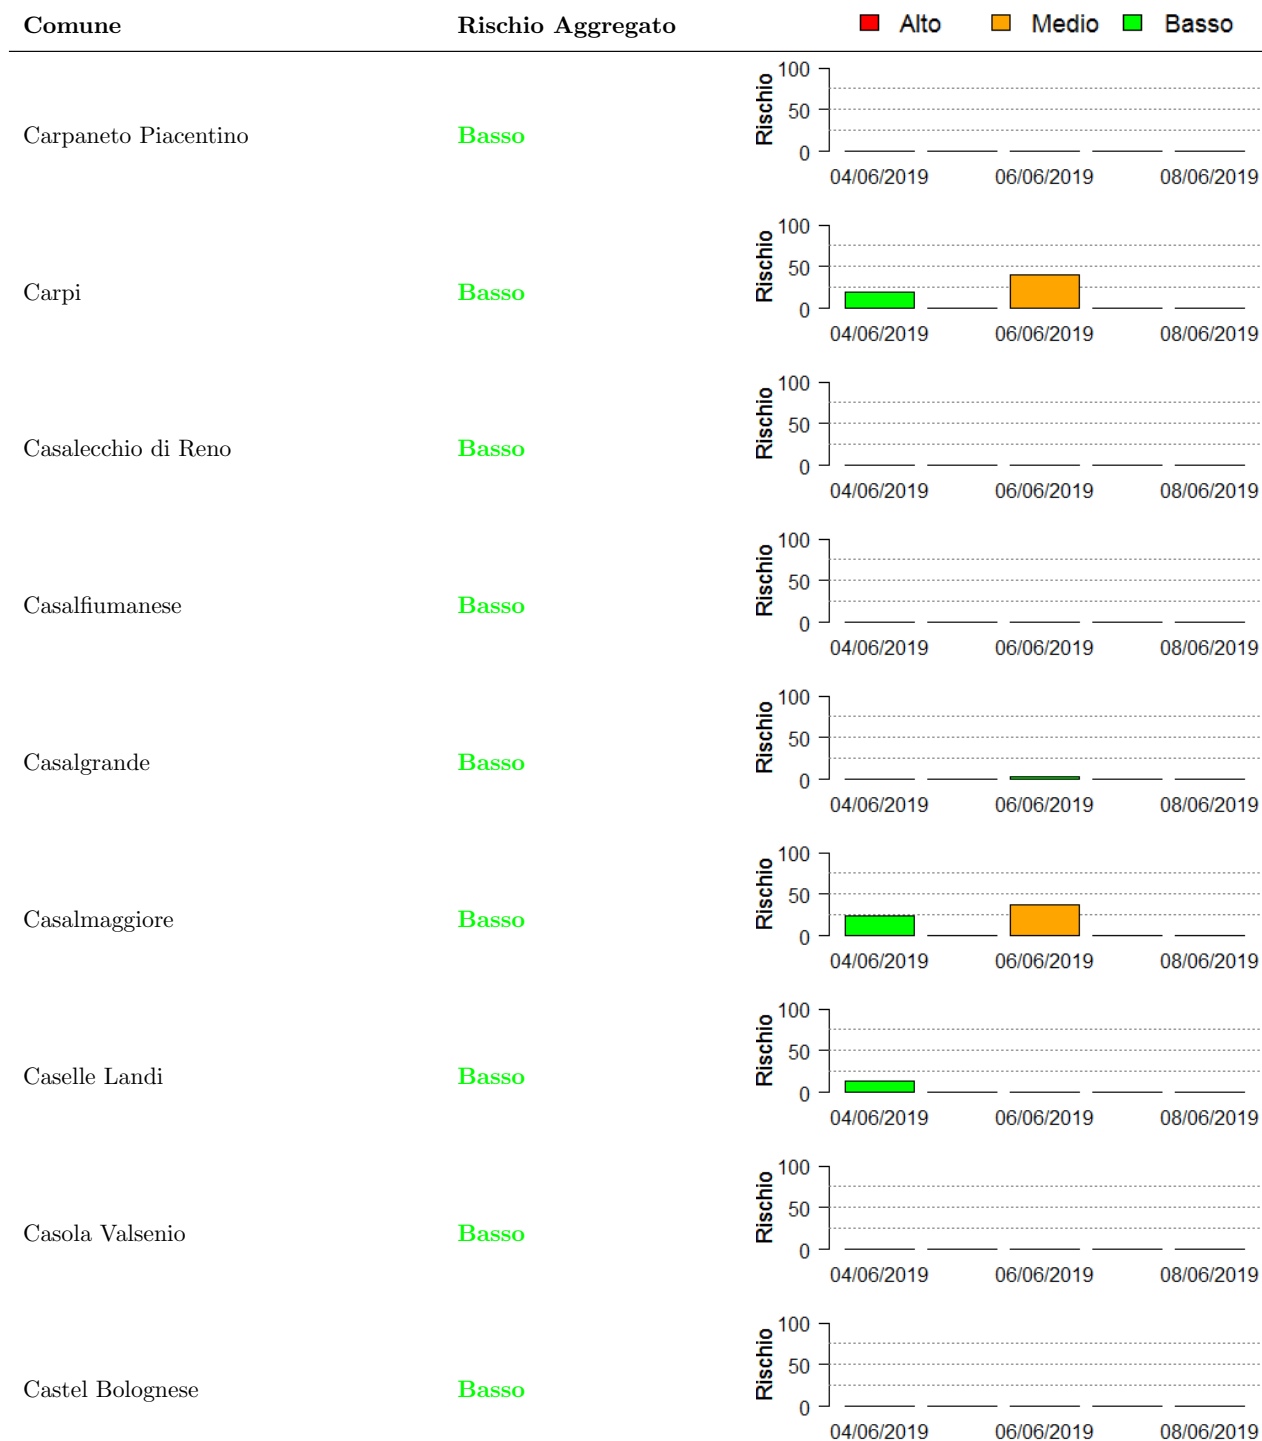 Comune Rischio Aggregato Alto Medio Basso
100
50
0
Rischio
Carpaneto Piacentino Basso
04/06/2019 06/06/2019 08/06/2019
100
50
0
Rischio
Carpi Basso
04/06/2019 06/06/2019 08/06/2019
100
50
0
Rischio
Casalecchio di Reno Basso
04/06/2019 06/06/2019 08/06/2019
100
50
0
Rischio
Casalfiumanese Basso
04/06/2019 06/06/2019 08/06/2019
100
50
0
Rischio
Casalgrande Basso
04/06/2019 06/06/2019 08/06/2019
100
50
0
Rischio
Casalmaggiore Basso
04/06/2019 06/06/2019 08/06/2019
100
50
0
Rischio
Caselle Landi Basso
04/06/2019 06/06/2019 08/06/2019
100
50
0
Rischio
Casola Valsenio Basso
04/06/2019 06/06/2019 08/06/2019
100
50
0
Rischio
Castel Bolognese Basso
04/06/2019 06/06/2019 08/06/2019